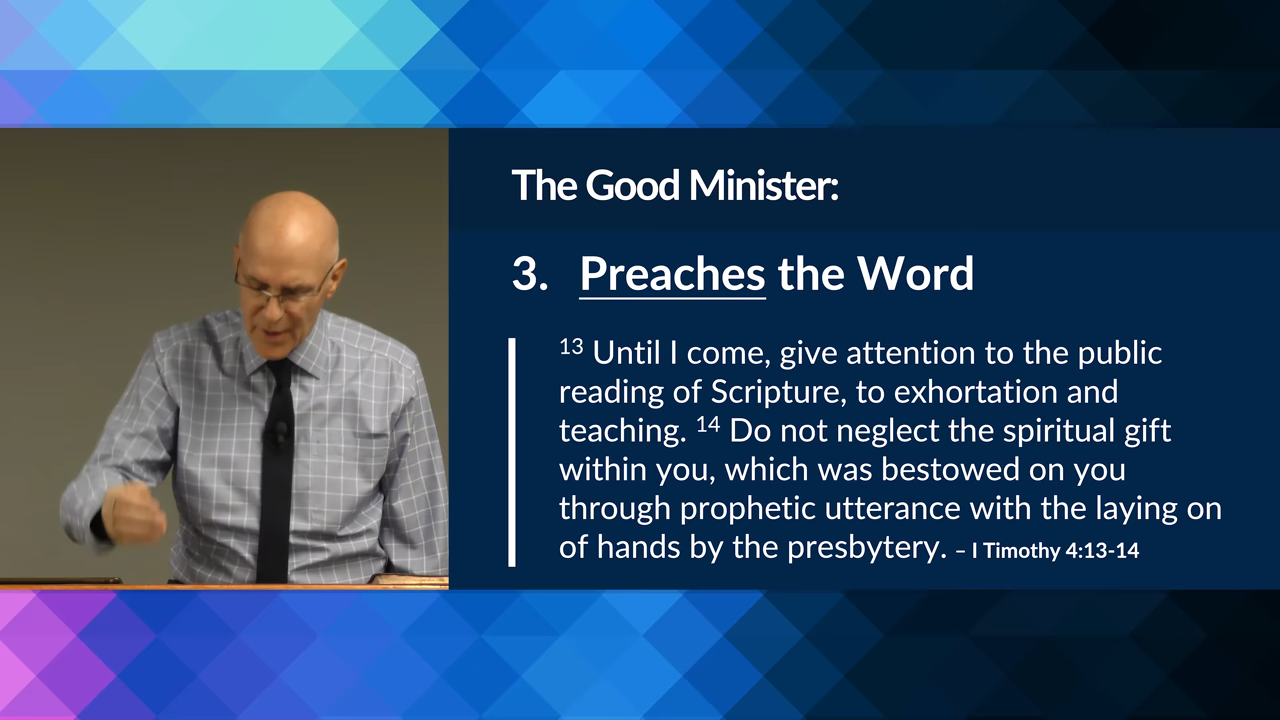 The Good Minister:
3. Preaches the Word
13 Until I come, give attention to the public
reading of Scripture, to exhortation and
teaching. 14 Do not neglect the spiritual gift
within you, which was bestowed on you
through prophetic utterance with the laying on
of hands by the presbytery. – I Timothy 4:13-14